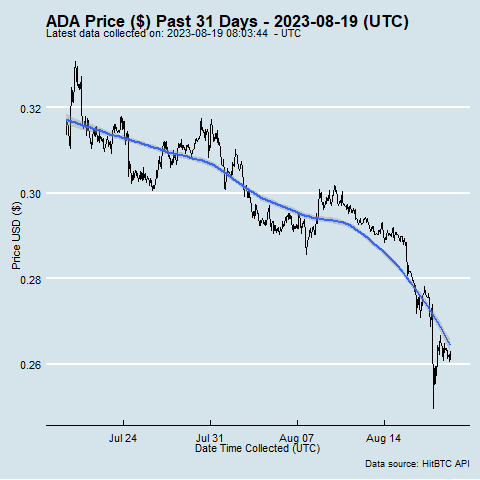 ADA Price ($) Past 31 Days - 2023-08-19 (UTC)
Latest data collected on: 2023-08-19 08:03:44  - UTC
0.32
0.30
0.28
0.26
Price USD ($)
Jul 24
Jul 31
Aug 07
Aug 14
Date Time Collected (UTC)
Data source: HitBTC API